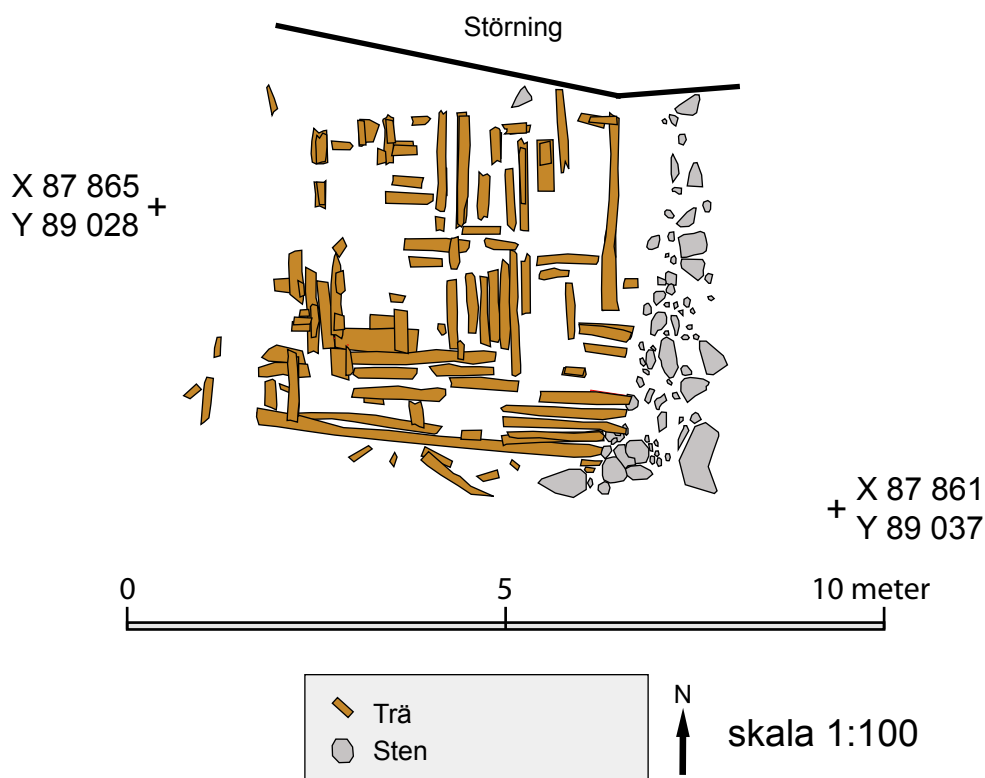 Störning
X 87 865
Y 89 028
X 87 861
Y 89 037
0 5 10 meter
Trä
Sten
N
skala 1:100